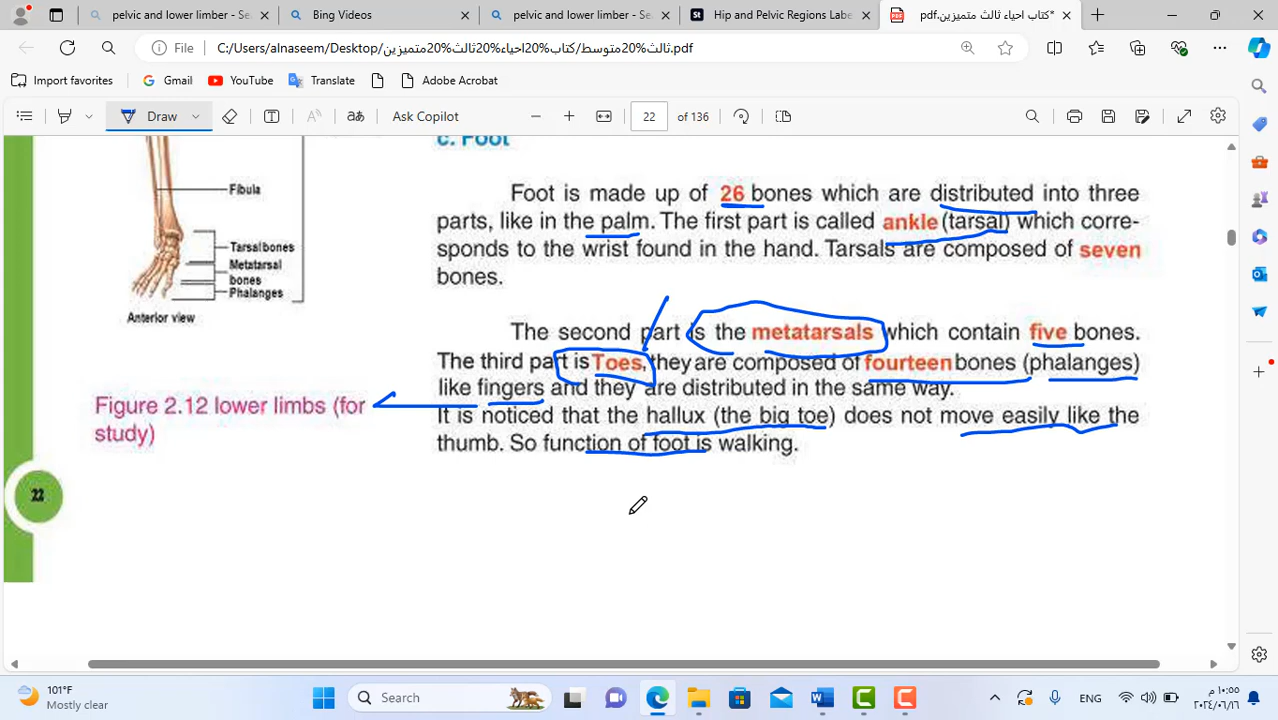 pelvic and lower limber - Se
Bing Videos
pelvic and lower limber - Se
Hip and Pelvic Regions Labe
كتاب احياء ثالث متميزين.pdf*
File
C:/Users/alnaseem/Desktop/ثالث%20متوسط/كتاب%20احياء%20ثالث%20متميزين.pdf
Import favorites
Gmail
YouTube
Translate
Adobe Acrobat
Draw
aあ
Ask Copilot
22
of 136
c. Foot
Fibula
Tarsal bones
Metatarsal
bones
Phalanges
Anterior view
Foot is made up of 26 bones which are distributed into three
parts, like in the palm. The first part is called ankle (tarsal) which corre-
sponds to the wrist found in the hand. Tarsals are composed of seven
bones.
The second part is the metatarsals which contain five bones.
The third part is Toes, they are composed of fourteen bones (phalanges)
like fingers and they are distributed in the same way.
It is noticed that the hallux (the big toe) does not move easily like the
thumb. So function of foot is walking.
Figure 2.12 lower limbs (for
study)
22
101°F
Mostly clear
Search
ENG
١٠:٥٥ م
٢٠٢٤/٠٦/١٦